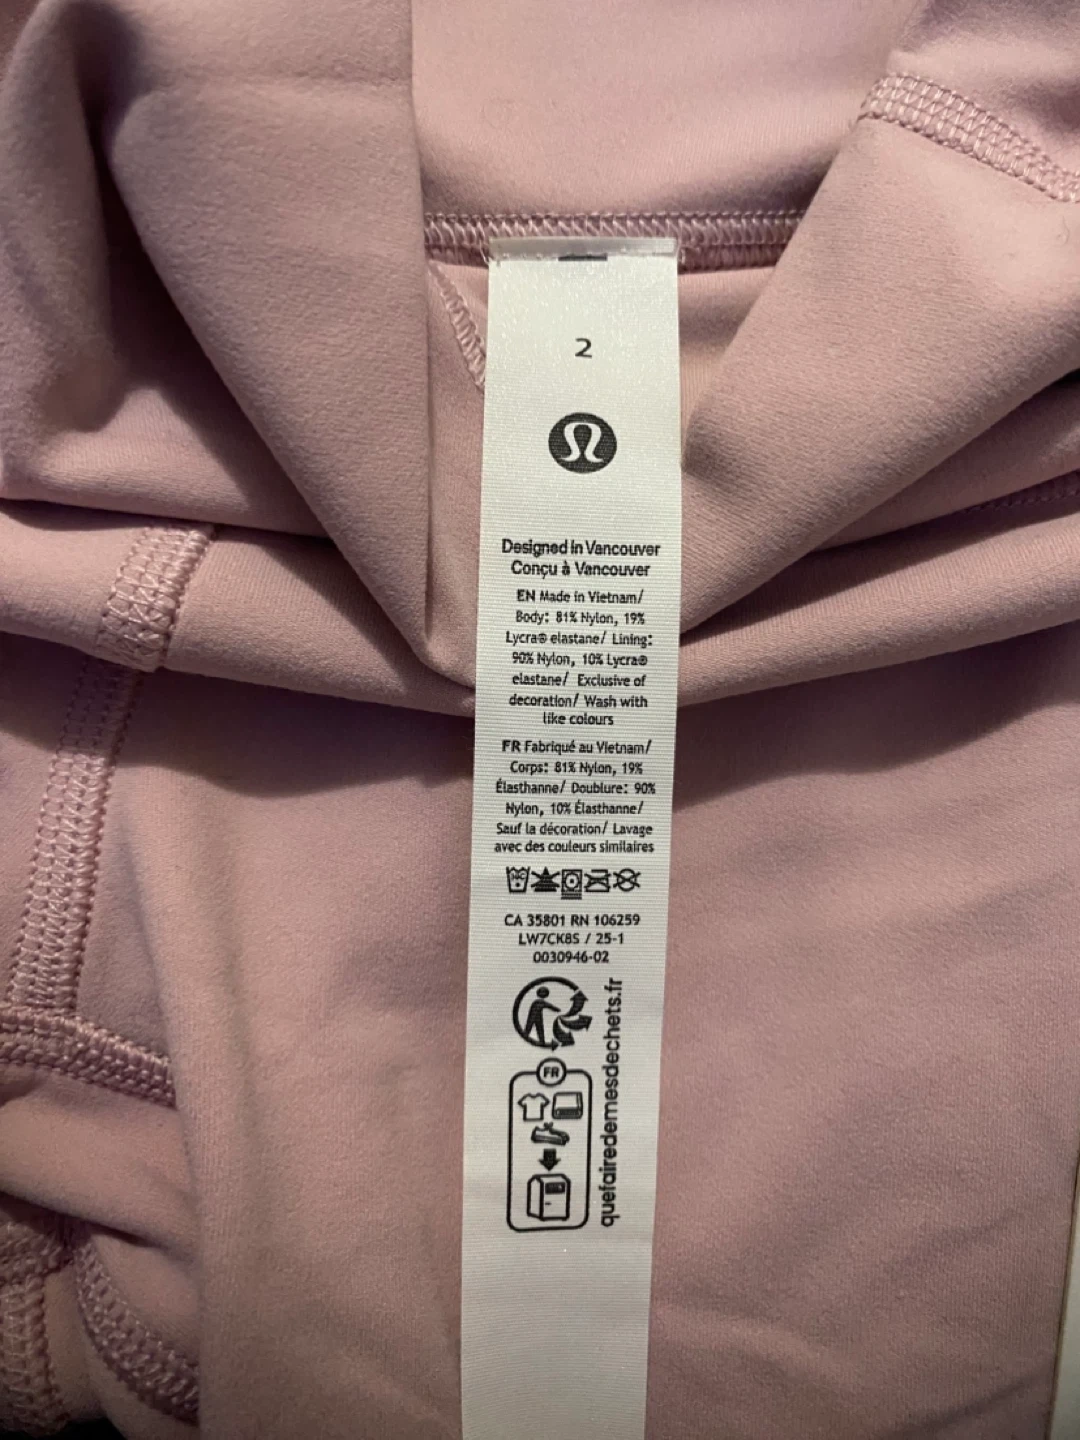 2
Designed in Vancouver
Conçu à Vancouver
EN Made in Vietnam/
Body: 81% Nylon, 19%
Lycra® elastane/ Lining:
90% Nylon, 10% Lycra®
elastane/ Exclusive of
decoration/ Wash with
like colours
FR Fabriqué au Vietnam/
Corps: 81% Nylon, 19%
Élasthanne/ Doublure: 90%
Nylon, 10% Élasthanne/
Sauf la décoration/ Lavage
avec des couleurs similaires
CA 35801 RN 106259
LW7CK8S / 25-1
0030946-02
FR
quefairedemesdechets.fr